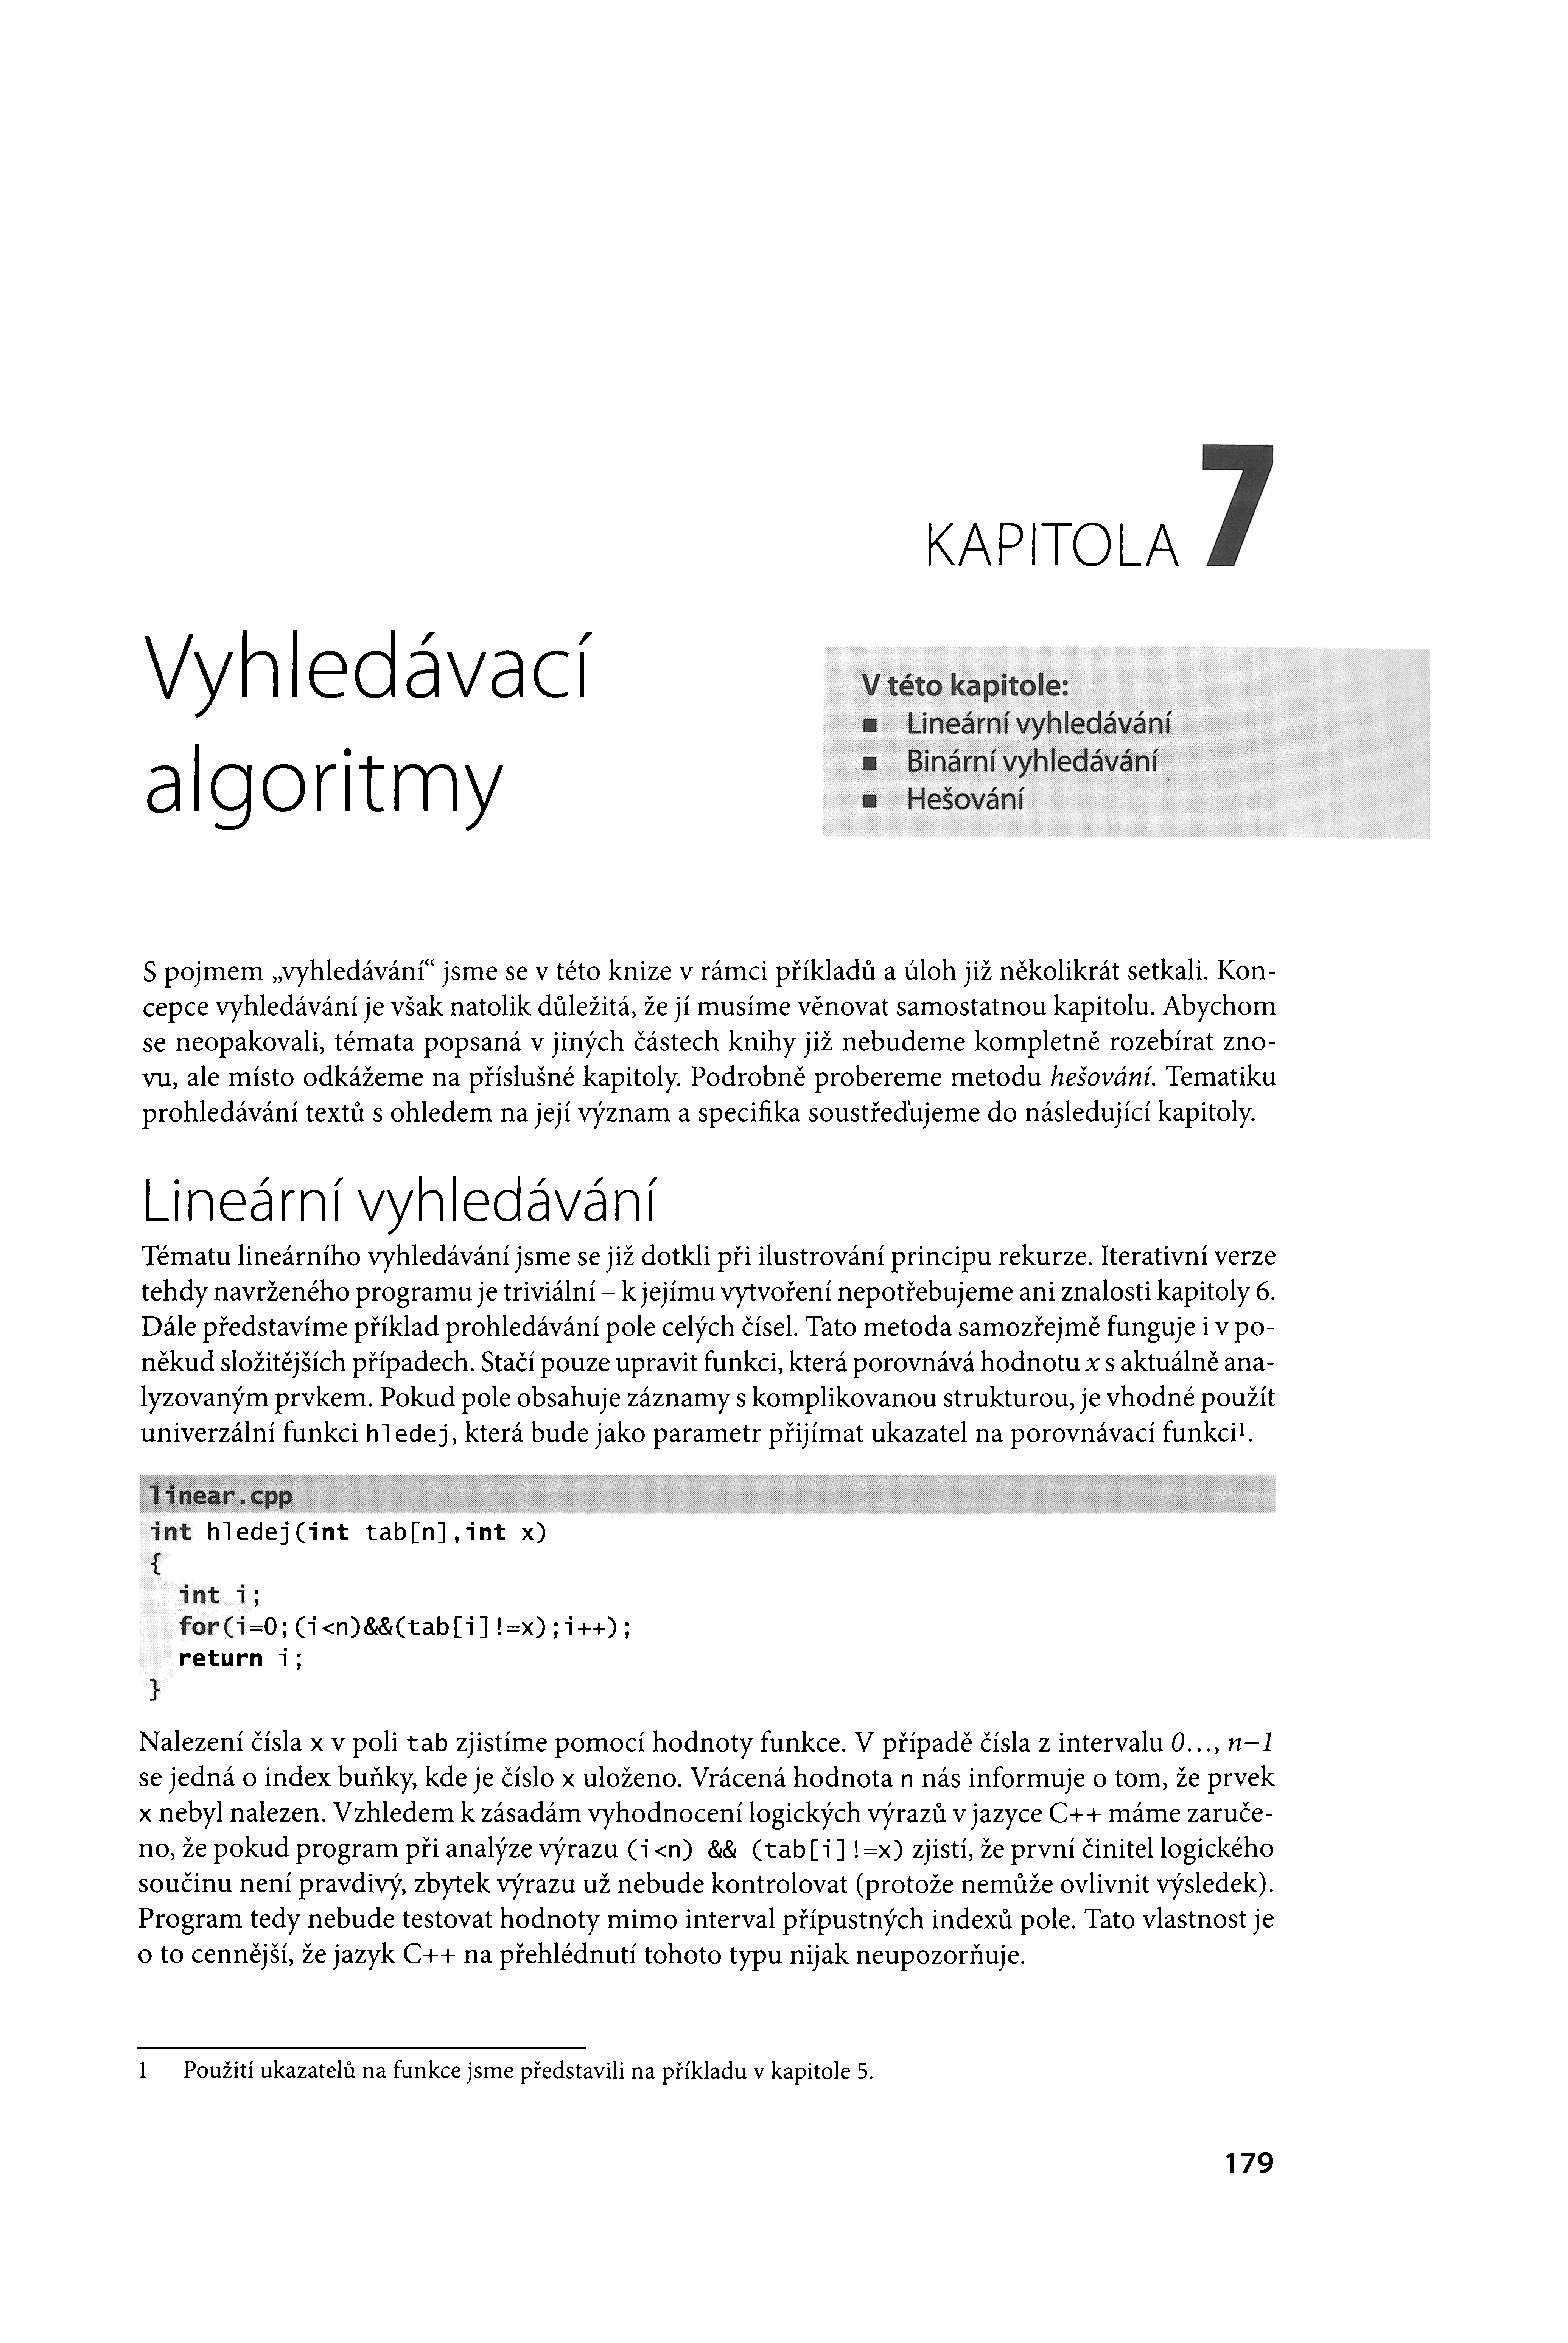 KAPITOLA 7
Vyhledávací
algoritmy
V této kapitole:
■ Lineární vyhledávání
■ Binární vyhledávání
■ Hešování
S pojmem „vyhledávání“ jsme se v této knize v rámci příkladů a úloh již několikrát setkali. Kon-
cepce vyhledávání je však natolik důležitá, že jí musíme věnovat samostatnou kapitolu. Abychom
se neopakovali, témata popsaná v jiných částech knihy již nebudeme kompletně rozebírat zno-
vu, ale místo odkážeme na příslušné kapitoly. Podrobně probereme metodu hešování. Tematiku
prohledávání textů s ohledem na její význam a specifika soustřeďujeme do následující kapitoly.
Lineární vyhledávání
Tématu lineárního vyhledávání jsme se již dotkli při ilustrování principu rekurze. Iterativní verze
tehdy navrženého programu je triviální – k jejímu vytvoření nepotřebujeme ani znalosti kapitoly 6.
Dále představíme příklad prohledávání pole celých čísel. Tato metoda samozřejmě funguje i v po-
někud složitějších případech. Stačí pouze upravit funkci, která porovnává hodnotu x s aktuálně ana-
lyzovaným prvkem. Pokud pole obsahuje záznamy s komplikovanou strukturou, je vhodné použít
univerzální funkci hledej, která bude jako parametr přijímat ukazatel na porovnávací funkci¹.
linear.cpp
int hledej(int tab[n],int x)
{
int i;
for(i=0;(i<n)&&(tab[i]!=x);i++);
return i;
}
Nalezení čísla x v poli tab zjistíme pomocí hodnoty funkce. V případě čísla z intervalu 0..., n–1
se jedná o index buňky, kde je číslo x uloženo. Vrácená hodnota n nás informuje o tom, že prvek
x nebyl nalezen. Vzhledem k zásadám vyhodnocení logických výrazů v jazyce C++ máme zaruče-
no, že pokud program při analýze výrazu (i<n) && (tab[i]!=x) zjistí, že první činitel logického
součinu není pravdivý, zbytek výrazu už nebude kontrolovat (protože nemůže ovlivnit výsledek).
Program tedy nebude testovat hodnoty mimo interval přípustných indexů pole. Tato vlastnost je
o to cennější, že jazyk C++ na přehlédnutí tohoto typu nijak neupozorňuje.
1 Použití ukazatelů na funkce jsme představili na příkladu v kapitole 5.
179